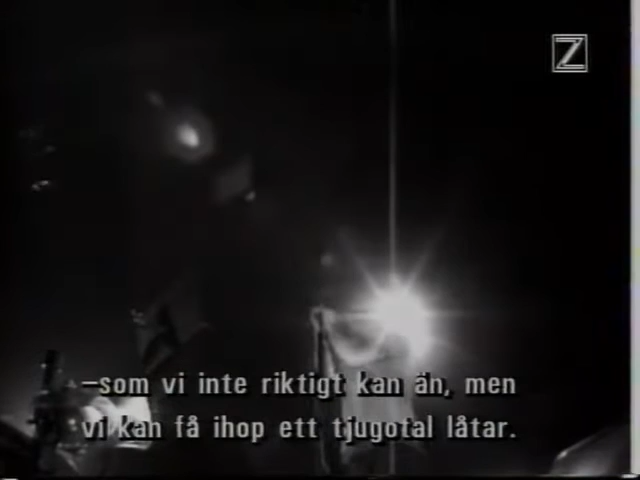 Z
–som vi inte riktigt kan än, men
vi kan få ihop ett tjugotal låtar.